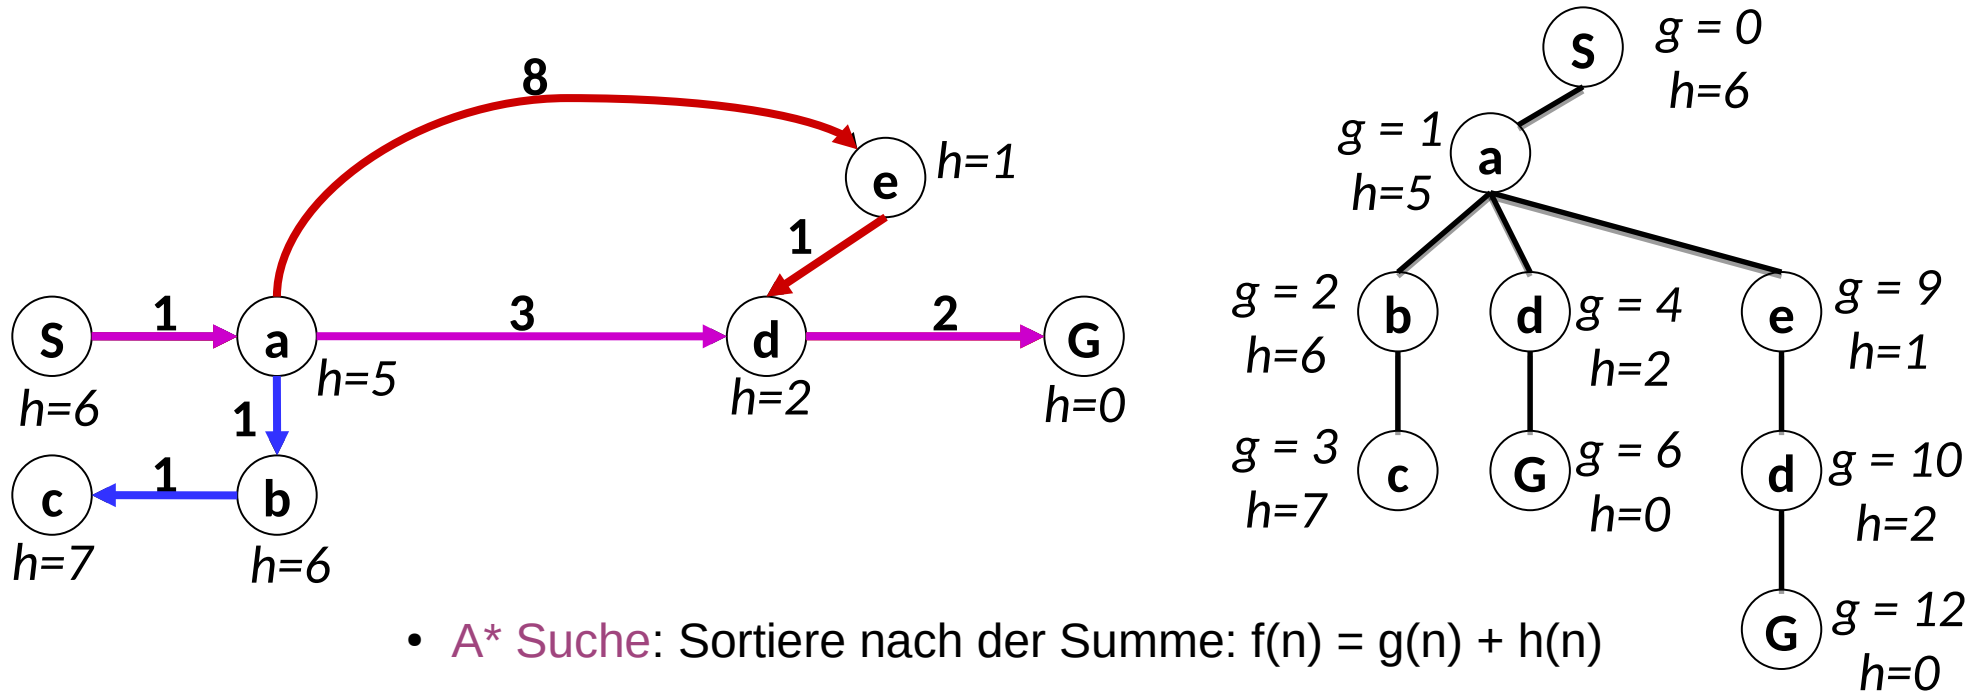 8
e
h=1
1
S
1
a
3
d
2
G
h=6
h=5
h=2
h=0
1
c
1
b
h=7
h=6
S
g = 0
h=6
g = 1
h=5
a
g = 2
h=6
b
d
g = 4
h=2
e
g = 9
h=1
g = 3
h=7
c
G
g = 6
h=0
d
g = 10
h=2
G
g = 12
h=0
• A* Suche: Sortiere nach der Summe: f(n) = g(n) + h(n)